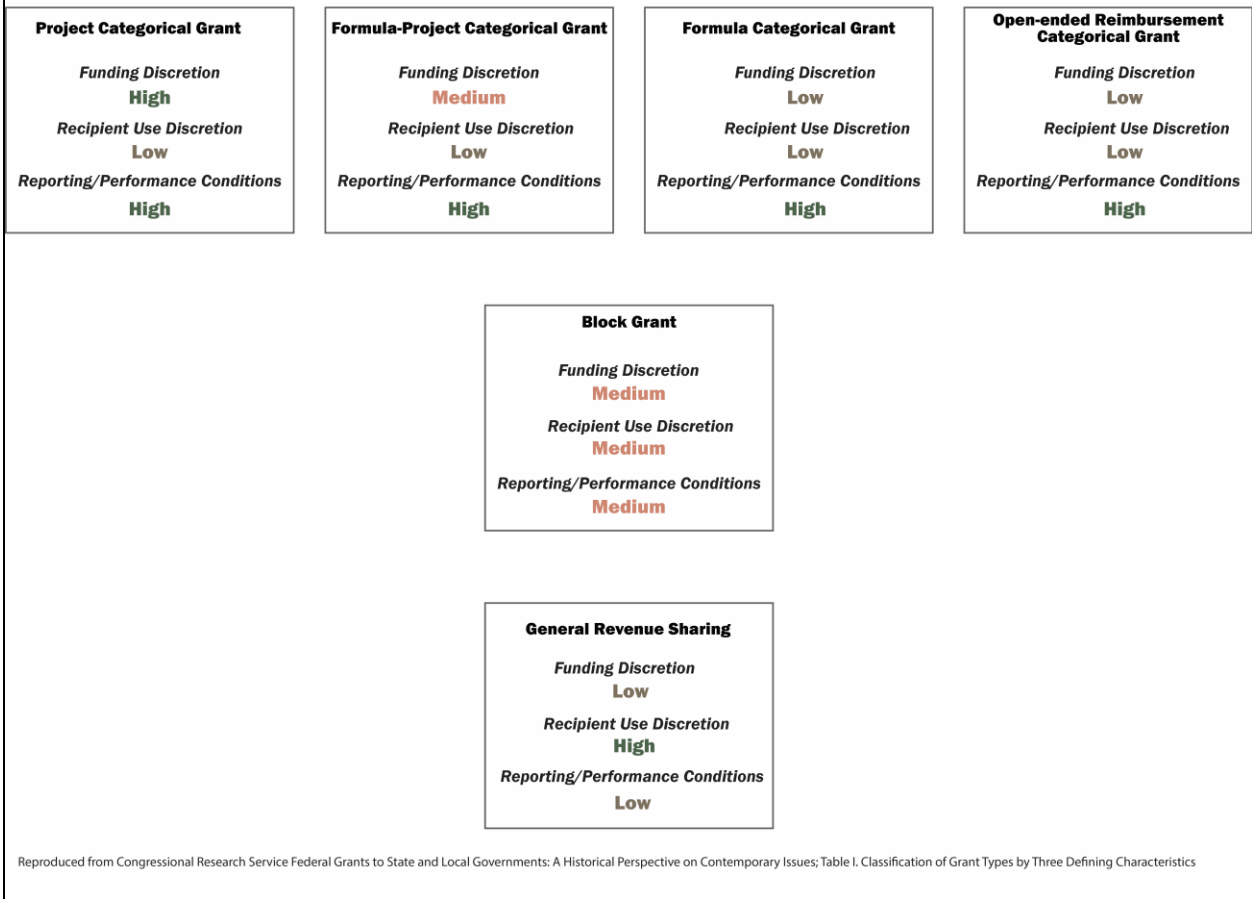 Project Categorical Grant
Funding Discretion
High
Recipient Use Discretion
Low
Reporting/Performance Conditions
High
Formula-Project Categorical Grant
Funding Discretion
Medium
Recipient Use Discretion
Low
Reporting/Performance Conditions
High
Formula Categorical Grant
Funding Discretion
Low
Recipient Use Discretion
Low
Reporting/Performance Conditions
High
Open-ended Reimbursement
Categorical Grant
Funding Discretion
Low
Recipient Use Discretion
Low
Reporting/Performance Conditions
High
Block Grant
Funding Discretion
Medium
Recipient Use Discretion
Medium
Reporting/Performance Conditions
Medium
General Revenue Sharing
Funding Discretion
Low
Recipient Use Discretion
High
Reporting/Performance Conditions
Low
Reproduced from Congressional Research Service Federal Grants to State and Local Governments: A Historical Perspective on Contemporary Issues; Table I. Classification of Grant Types by Three Defining Characteristics